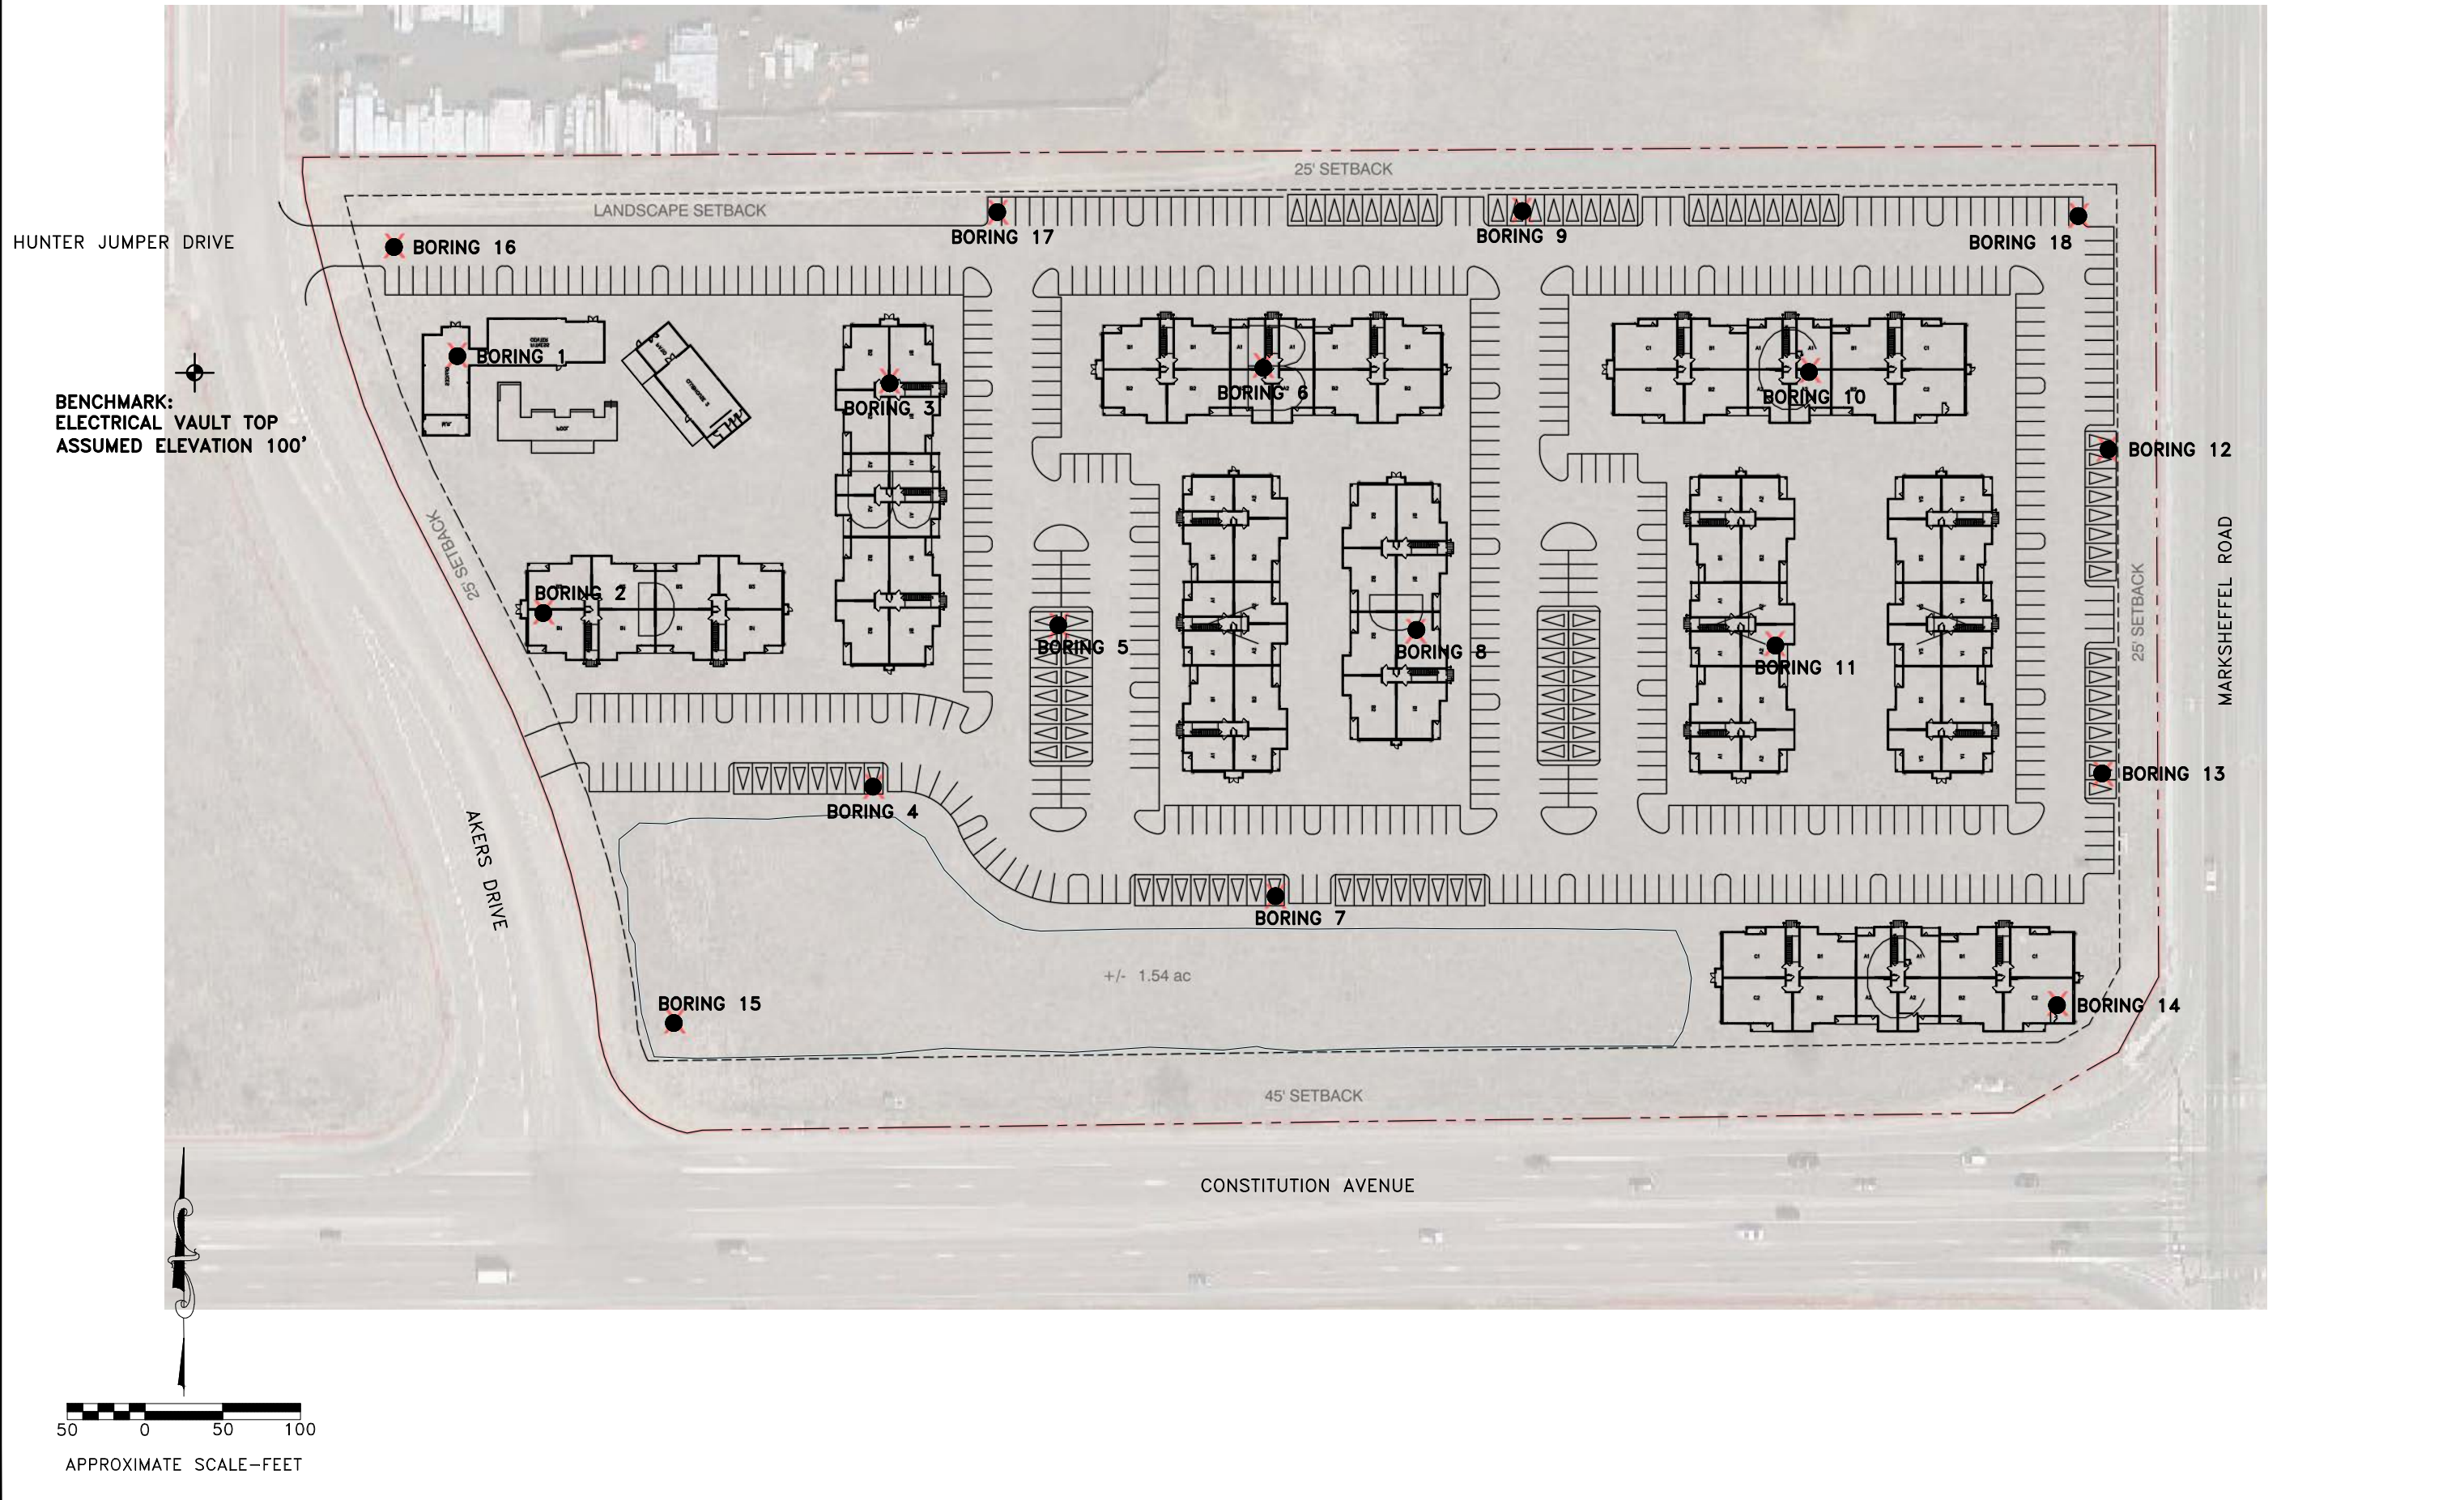 25' SETBACK
LANDSCAPE SETBACK
HUNTER JUMPER DRIVE
BORING 16
BORING 17
BORING 9
BORING 18
BORING 1
BENCHMARK:
ELECTRICAL VAULT TOP
ASSUMED ELEVATION 100'
BORING 3
BORING 6
BORING 10
BORING 12
25' SETBACK
BORING 2
BORING 5
BORING 8
BORING 11
25' SETBACK
MARKSHEFFEL ROAD
BORING 13
BORING 4
AKERS DRIVE
BORING 7
+/- 1.54 ac
BORING 15
BORING 14
45' SETBACK
CONSTITUTION AVENUE
50 0 50 100
APPROXIMATE SCALE-FEET